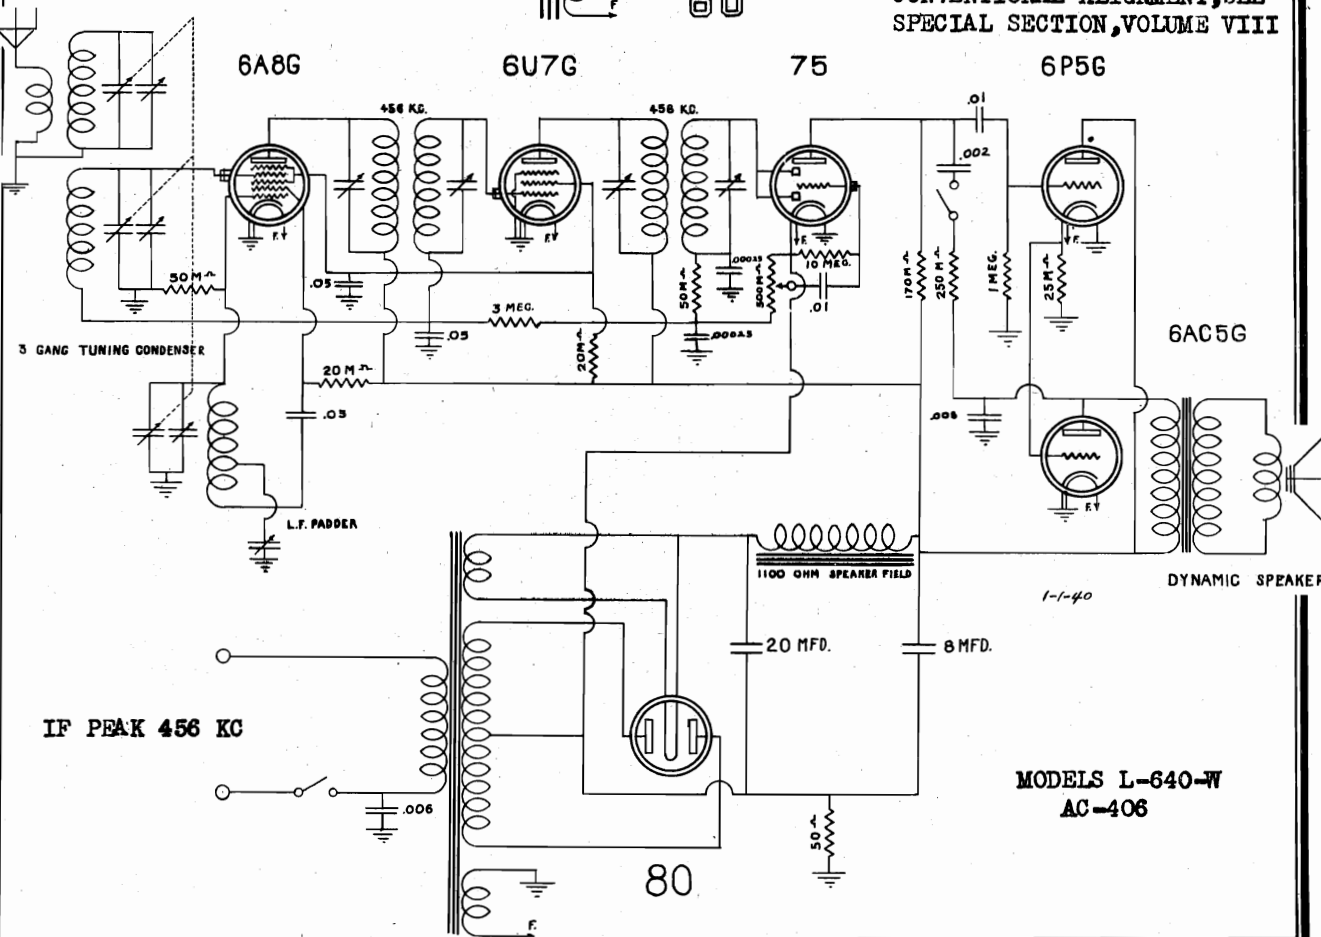 F
80
SPECIAL SECTION, VOLUME VIII
6A8G
6U7G
75
6P5G
456 KC.
456 KC.
.01
.002
F.
F.
F.
F.
50 M Ω
.05
.00025
10 MEG.
50 M Ω
500 M Ω
.01
170 M Ω
250 M Ω
1 MEG.
25 M Ω
3 MEG.
.05
.00025
20 M Ω
6AC5G
3 GANG TUNING CONDENSER
20 M Ω
.03
.008
F.
L.F. PADDER
1100 OHM SPEAKER FIELD
DYNAMIC SPEAKER
1-1-40
20 MFD.
8 MFD.
IF PEAK 456 KC
MODELS L-640-W
AC-406
.006
50 Ω
80
F.